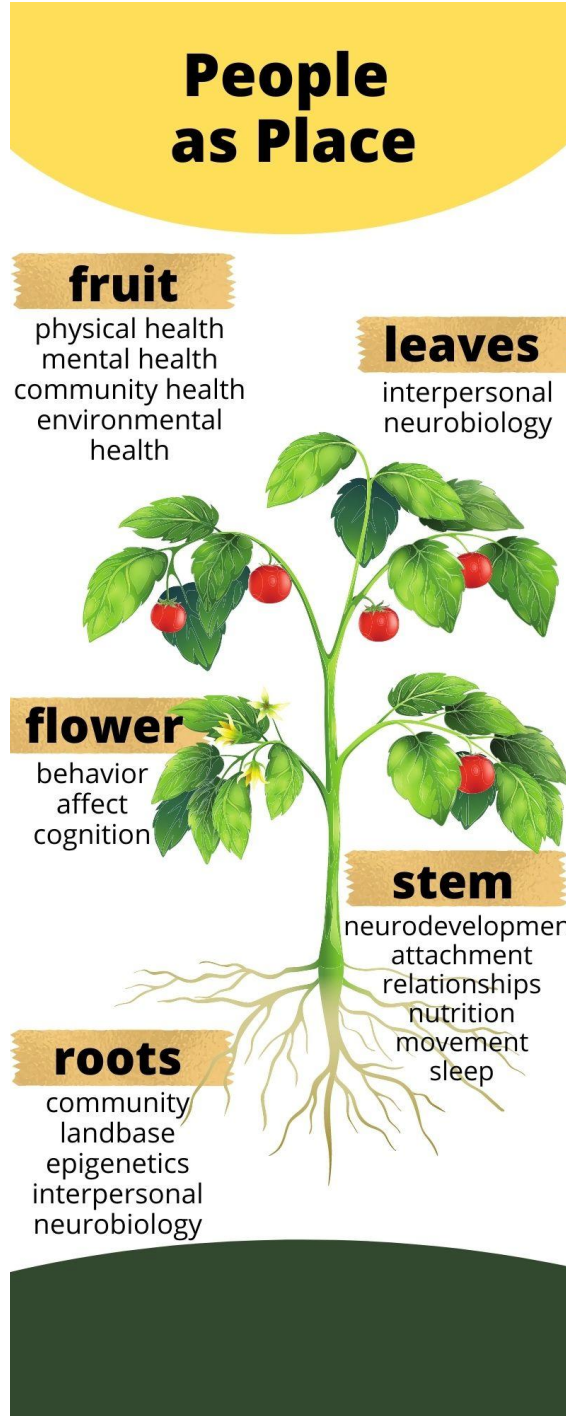 People
as Place
fruit
physical health
mental health
community health
environmental
health
leaves
interpersonal
neurobiology
flower
behavior
affect
cognition
stem
neurodevelopmen
attachment
relationships
nutrition
movement
sleep
roots
community
landbase
epigenetics
interpersonal
neurobiology